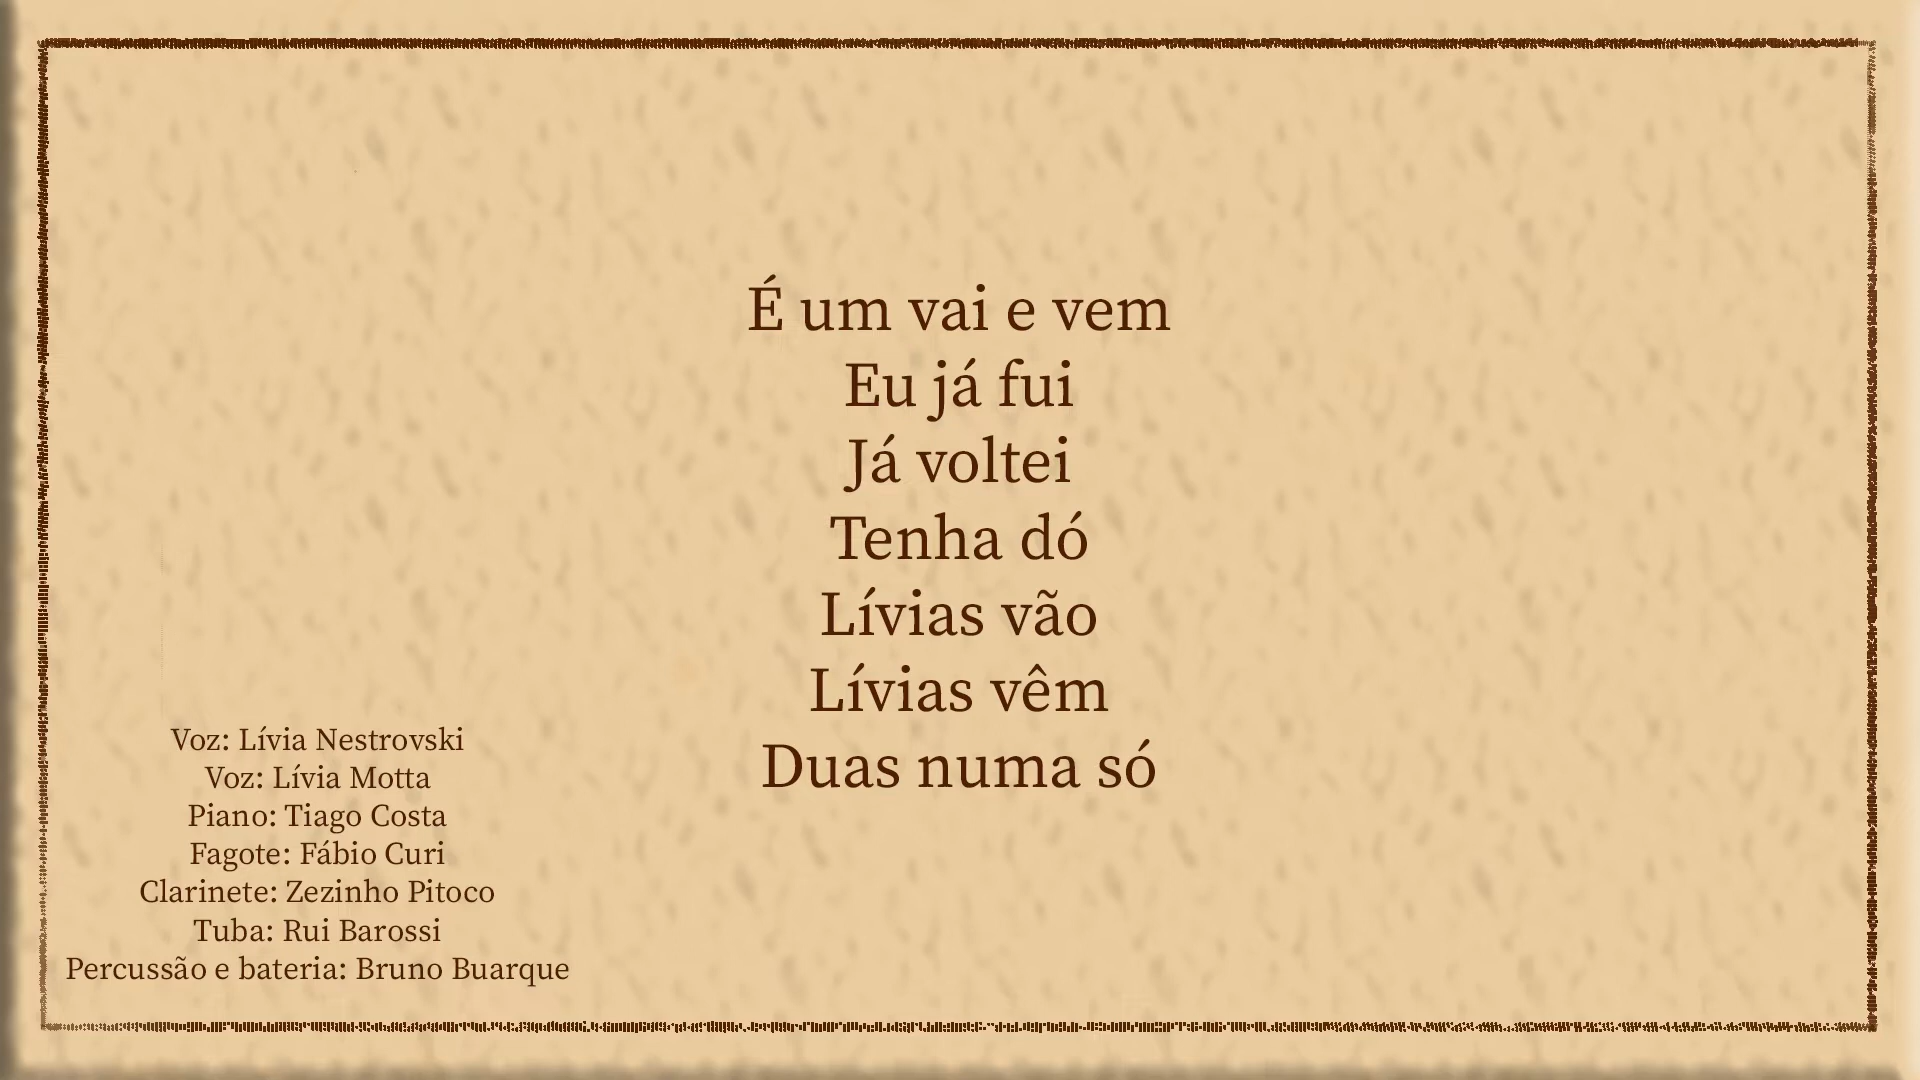 É um vai e vem
Eu já fui
Já voltei
Tenha dó
Lívias vão
Lívias vêm
Duas numa só
Voz: Lívia Nestrovski
Voz: Lívia Motta
Piano: Tiago Costa
Fagote: Fábio Curi
Clarinete: Zezinho Pitoco
Tuba: Rui Barossi
Percussão e bateria: Bruno Buarque